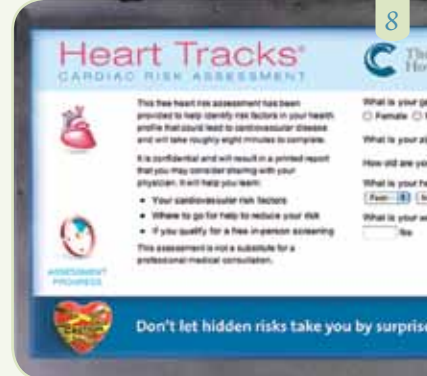 8
Heart Tracks®
CARDIAC RISK ASSESSMENT
This free heart risk assessment has been
provided to help identify risk factors in your health
profile that could lead to cardiovascular disease
and will take roughly eight minutes to complete.
It is confidential and will result in a printed report
that you may consider sharing with your
physician. It will help you learn:
• Your cardiovascular risk factors
• Where to go for help to reduce your risk
• If you qualify for a free in-person screening
This assessment is not a substitute for a
professional medical consultation.
ASSESSMENT
PROGRESS
What is your
Female
What is your
How old are you
What is your
Feet
What is your
lbs
Don't let hidden risks take you by surprise